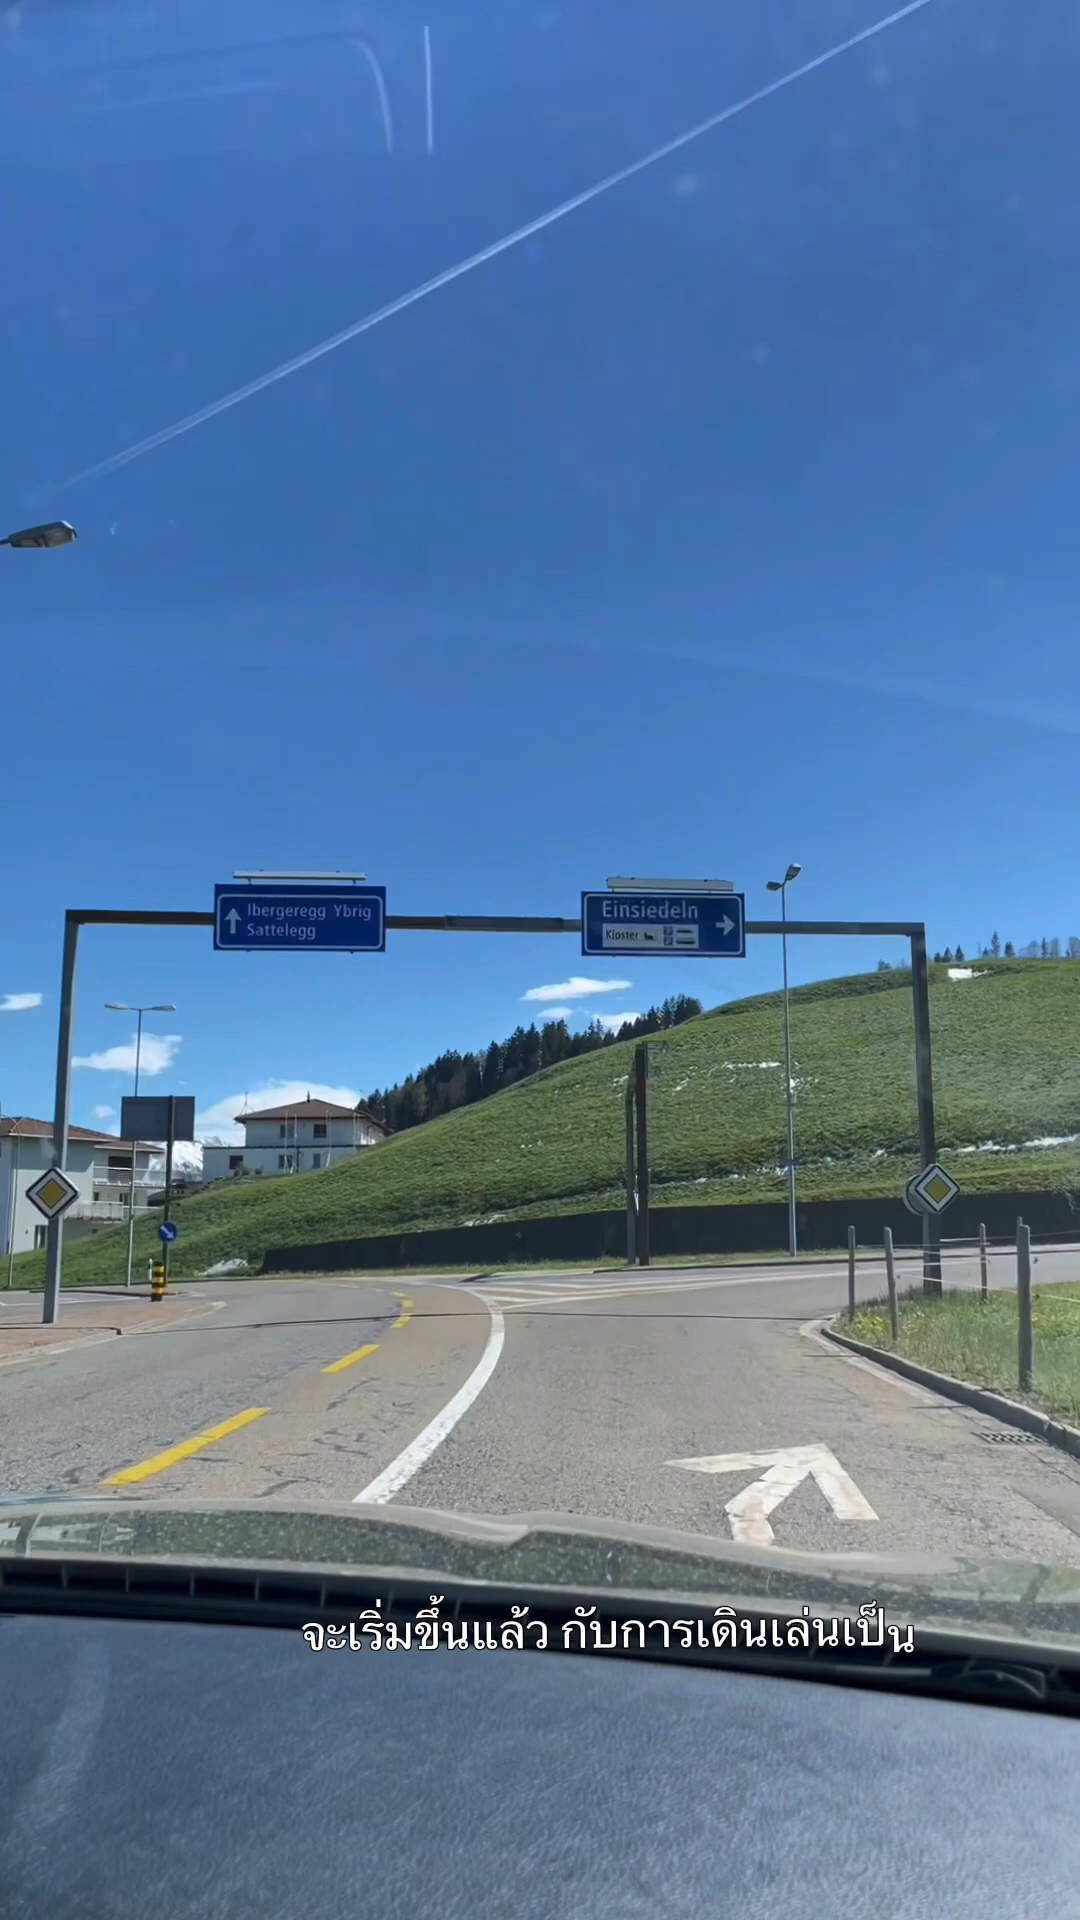 Ibergeregg Ybrig
Sattelegg
Einsiedeln
Kloster
P
P
จะเริ่มขึ้นแล้ว กับการเดินเล่นเป็น